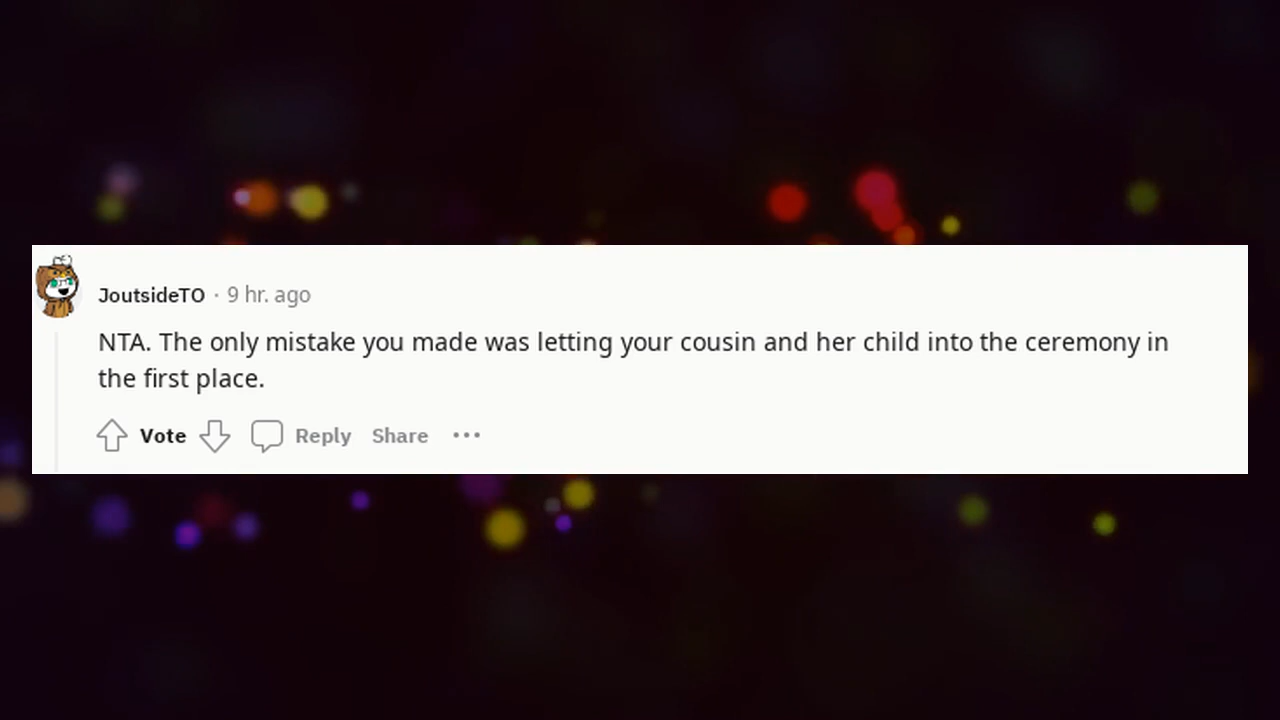 JoutsideTO · 9 hr. ago
NTA. The only mistake you made was letting your cousin and her child into the ceremony in
the first place.
Vote Reply Share ···